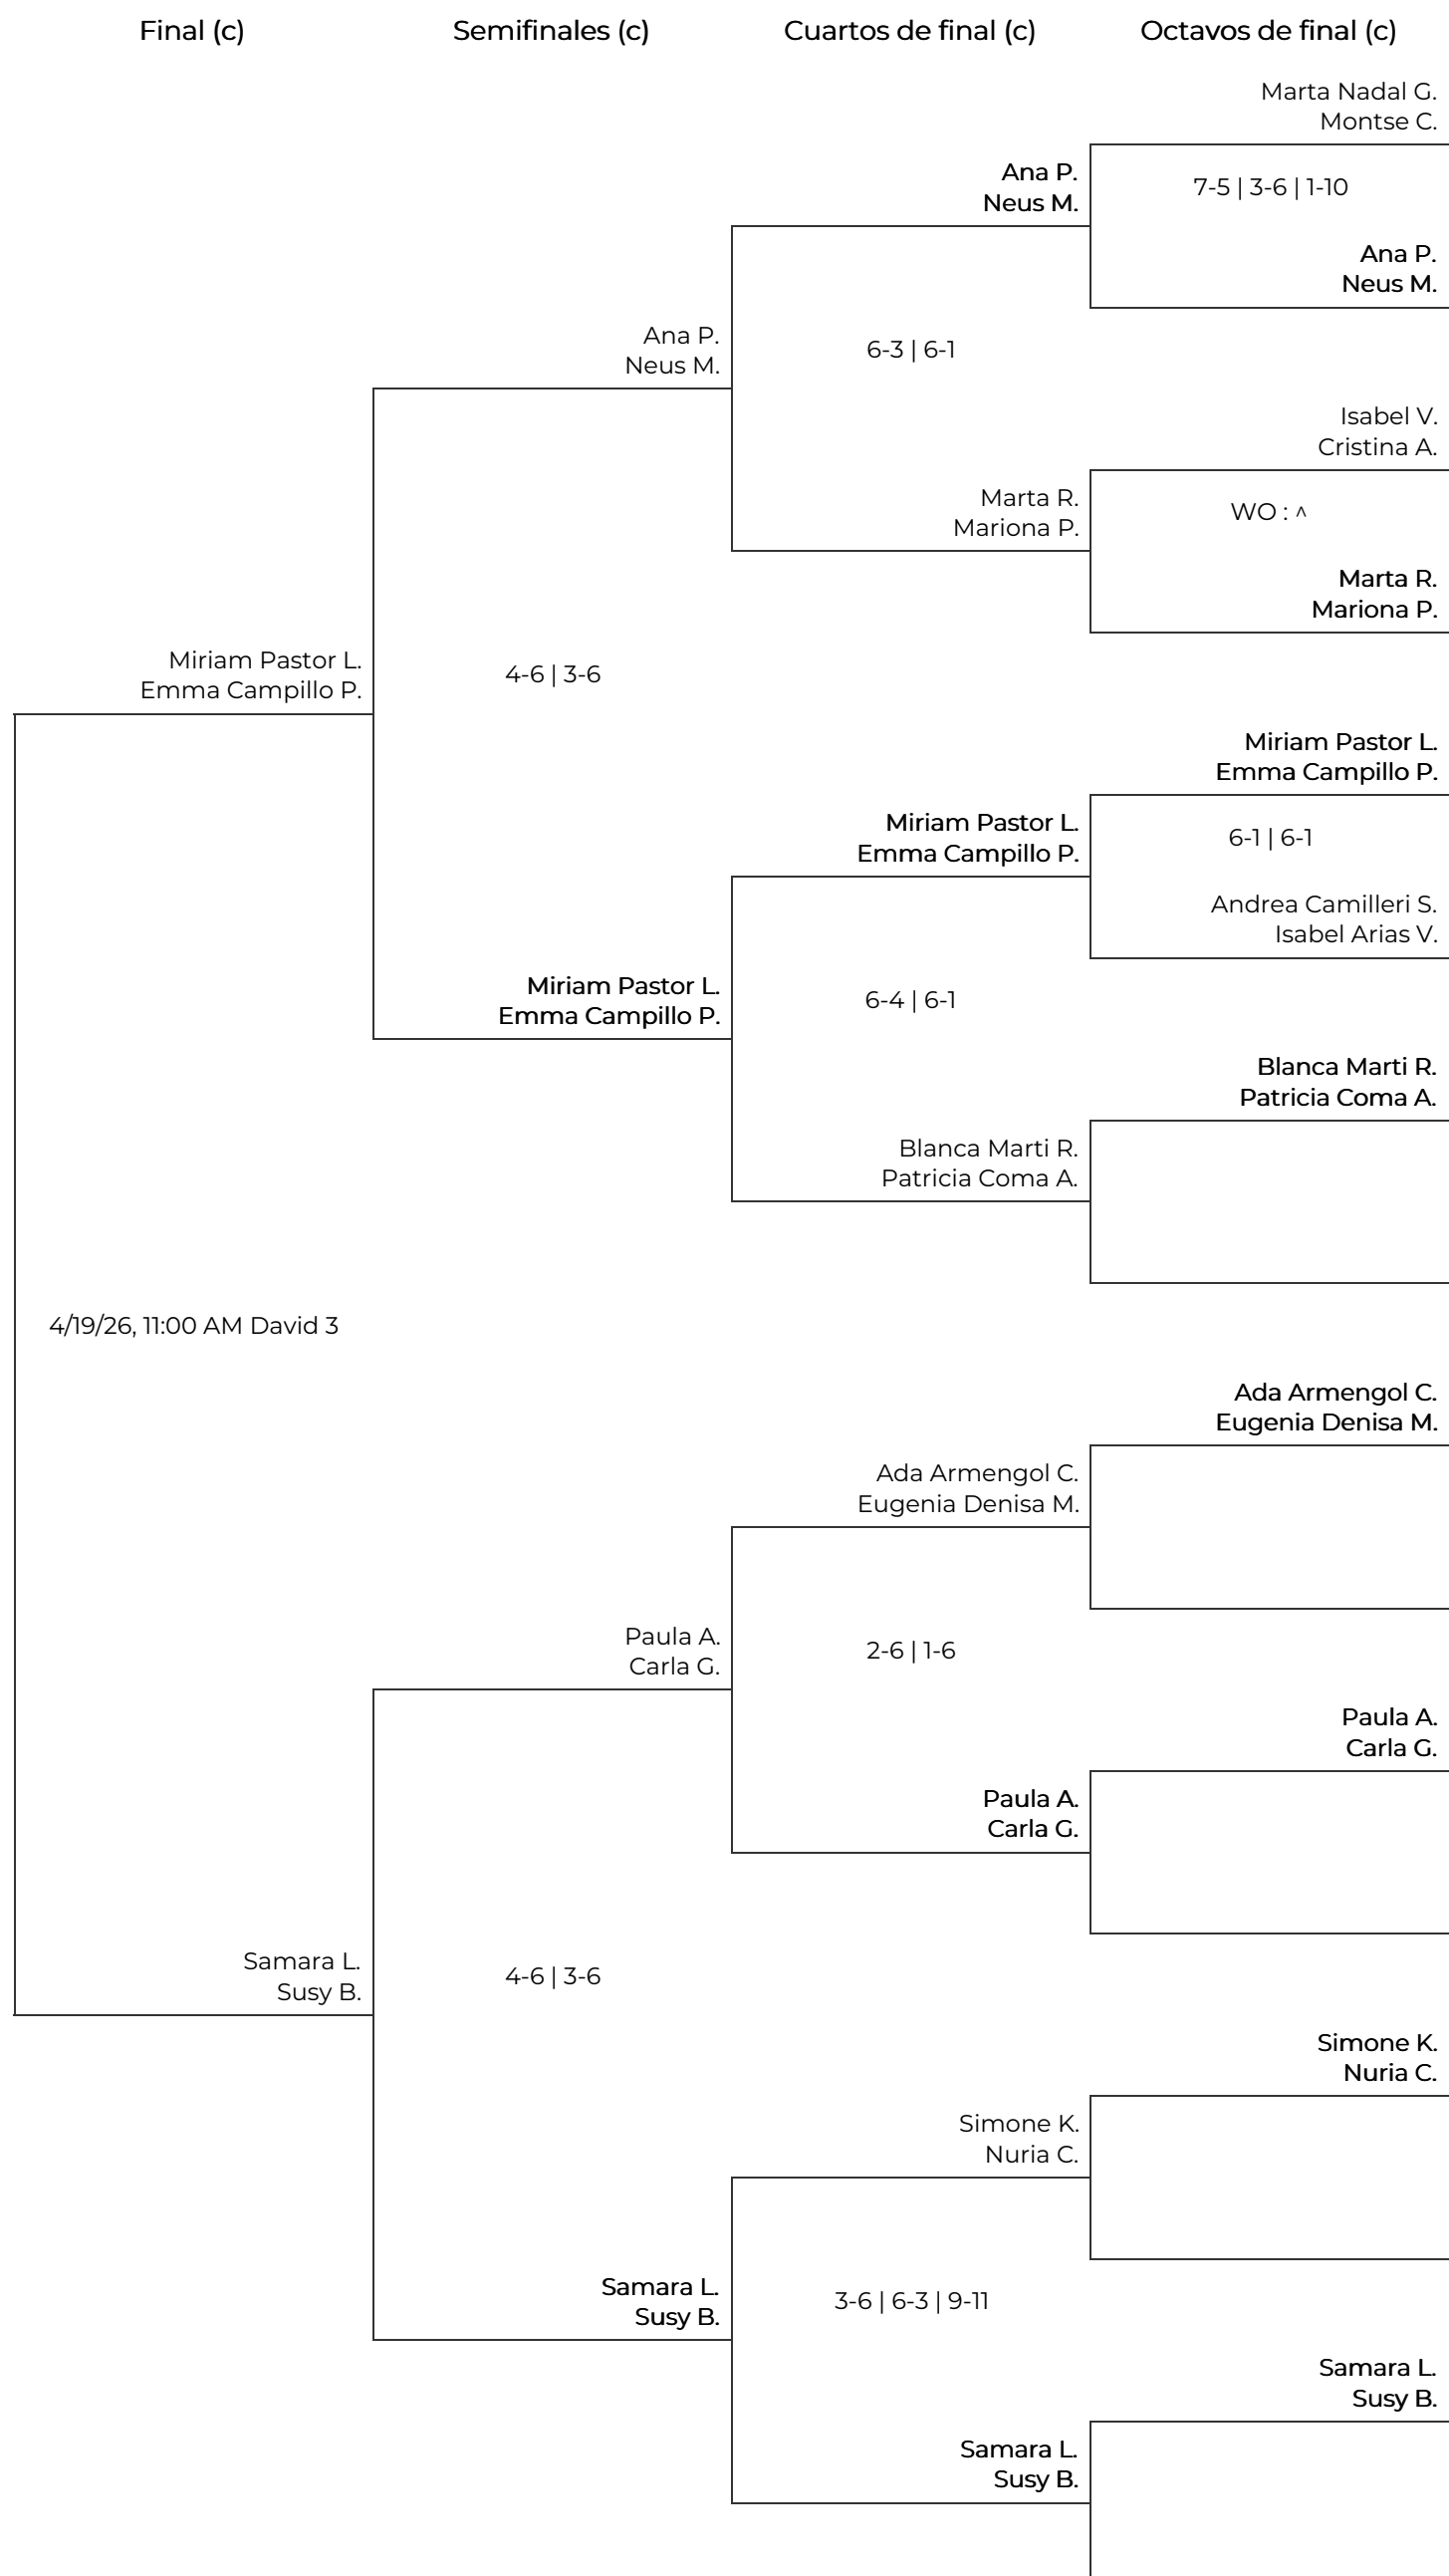 Final (c)
Semifinales (c)
Cuartos de final (c)
Octavos de final (c)
Marta Nadal G.
Montse C.
7-5 | 3-6 | 1-10
Ana P.
Neus M.
Ana P.
Neus M.
6-3 | 6-1
Ana P.
Neus M.
Isabel V.
Cristina A.
WO : ^
Marta R.
Mariona P.
Marta R.
Mariona P.
Miriam Pastor L.
Emma Campillo P.
4-6 | 3-6
Miriam Pastor L.
Emma Campillo P.
6-1 | 6-1
Miriam Pastor L.
Emma Campillo P.
Andrea Camilleri S.
Isabel Arias V.
Miriam Pastor L.
Emma Campillo P.
6-4 | 6-1
Blanca Marti R.
Patricia Coma A.
Blanca Marti R.
Patricia Coma A.
4/19/26, 11:00 AM David 3
Ada Armengol C.
Eugenia Denisa M.
Ada Armengol C.
Eugenia Denisa M.
Paula A.
Carla G.
2-6 | 1-6
Paula A.
Carla G.
Paula A.
Carla G.
Samara L.
Susy B.
4-6 | 3-6
Simone K.
Nuria C.
Simone K.
Nuria C.
Samara L.
Susy B.
3-6 | 6-3 | 9-11
Samara L.
Susy B.
Samara L.
Susy B.